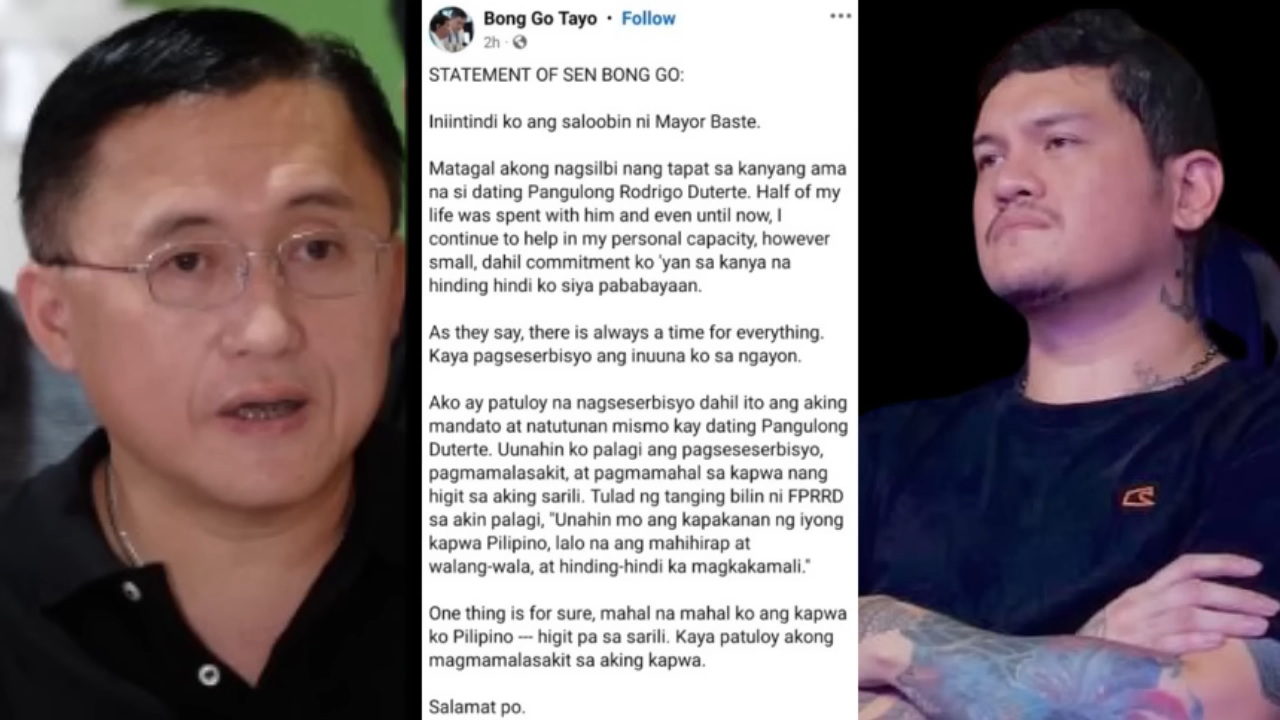 Bong Go Tayo · Follow
2h ·
STATEMENT OF SEN BONG GO:
Iniintindi ko ang saloobin ni Mayor Baste.
Matagal akong nagsilbi nang tapat sa kanyang ama
na si dating Pangulong Rodrigo Duterte. Half of my
life was spent with him and even until now, I
continue to help in my personal capacity, however
small, dahil commitment ko 'yan sa kanya na
hinding hindi ko siya pababayaan.
As they say, there is always a time for everything.
Kaya pagseserbisyo ang inuuna ko sa ngayon.
Ako ay patuloy na nagseserbisyo dahil ito ang aking
mandato at natutunan mismo kay dating Pangulong
Duterte. Uunahin ko palagi ang pagseseserbisyo,
pagmamalasakit, at pagmamahal sa kapwa nang
higit sa aking sarili. Tulad ng tanging bilin ni FPRRD
sa akin palagi, "Unahin mo ang kapakanan ng iyong
kapwa Pilipino, lalo na ang mahihirap at
walang-wala, at hinding-hindi ka magkakamali."
One thing is for sure, mahal na mahal ko ang kapwa
ko Pilipino --- higit pa sa sarili. Kaya patuloy akong
magmamalasakit sa aking kapwa.
Salamat po.